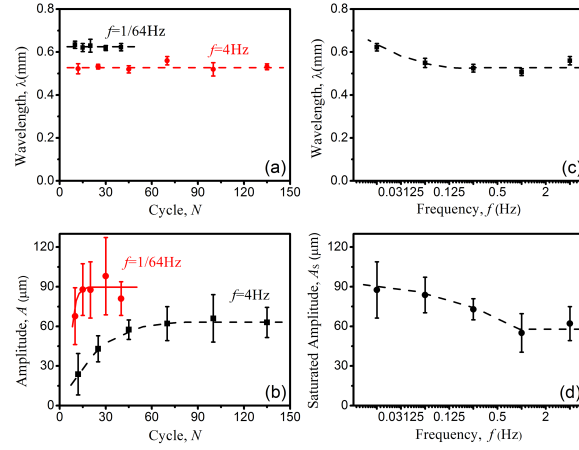 0.8
0.6
0.4
0.2
0.0
Wavelength, λ(mm)
f=1/64Hz
f=4Hz
(a)
0 30 60 90 120 150
Cycle, N
0.8
0.6
0.4
0.2
0.0
Wavelength, λ(mm)
(c)
0.03125 0.125 0.5 2
Frequency, f (Hz)
120
90
60
30
0
Amplitude, A (μm)
f=1/64Hz
f=4Hz
(b)
0 30 60 90 120 150
Cycle, N
120
90
60
30
0
Saturated Amplitude, As (μm)
(d)
0.03125 0.125 0.5 2
Frequency, f (Hz)